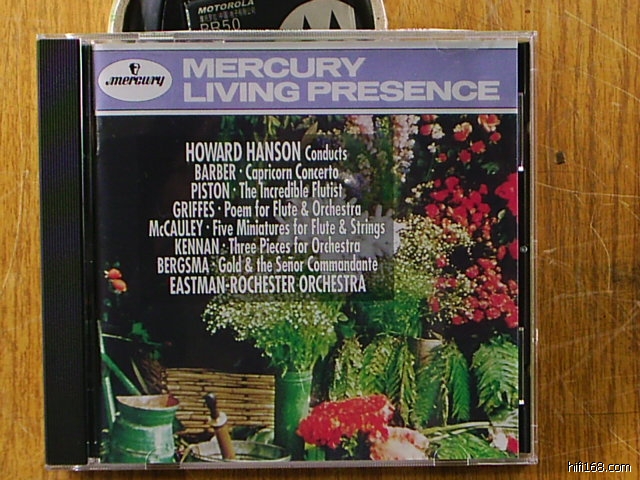 MOTOROLA
BR50
mercury
MERCURY
LIVING PRESENCE
HOWARD HANSON Conducts
BARBER · Capricorn Concerto
PISTON · The Incredible Flutist
GRIFFES · Poem for Flute & Orchestra
McCAULEY · Five Miniatures for Flute & Strings
KENNAN · Three Pieces for Orchestra
BERGSMA · Gold & the Señor Commandante
EASTMAN-ROCHESTER ORCHESTRA
hifi168.com